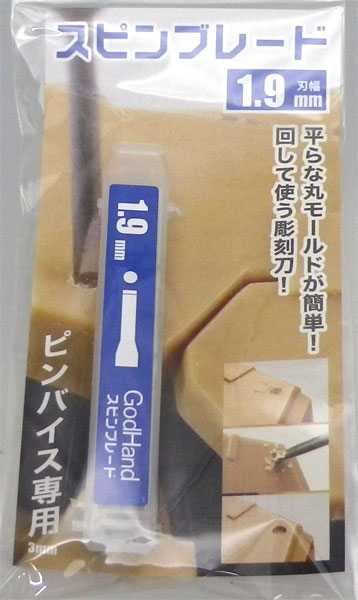 スピンブレード
1.9 刃幅 mm
平らな丸モールドが簡単!
回して使う彫刻刀!
1.9 mm
GodHand
スピンブレード
ピンバイス専用
3mm